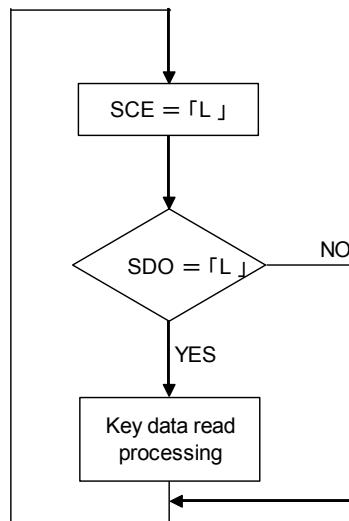 SCE = ｢L｣
SDO = ｢L｣
NO
YES
Key data read
processing